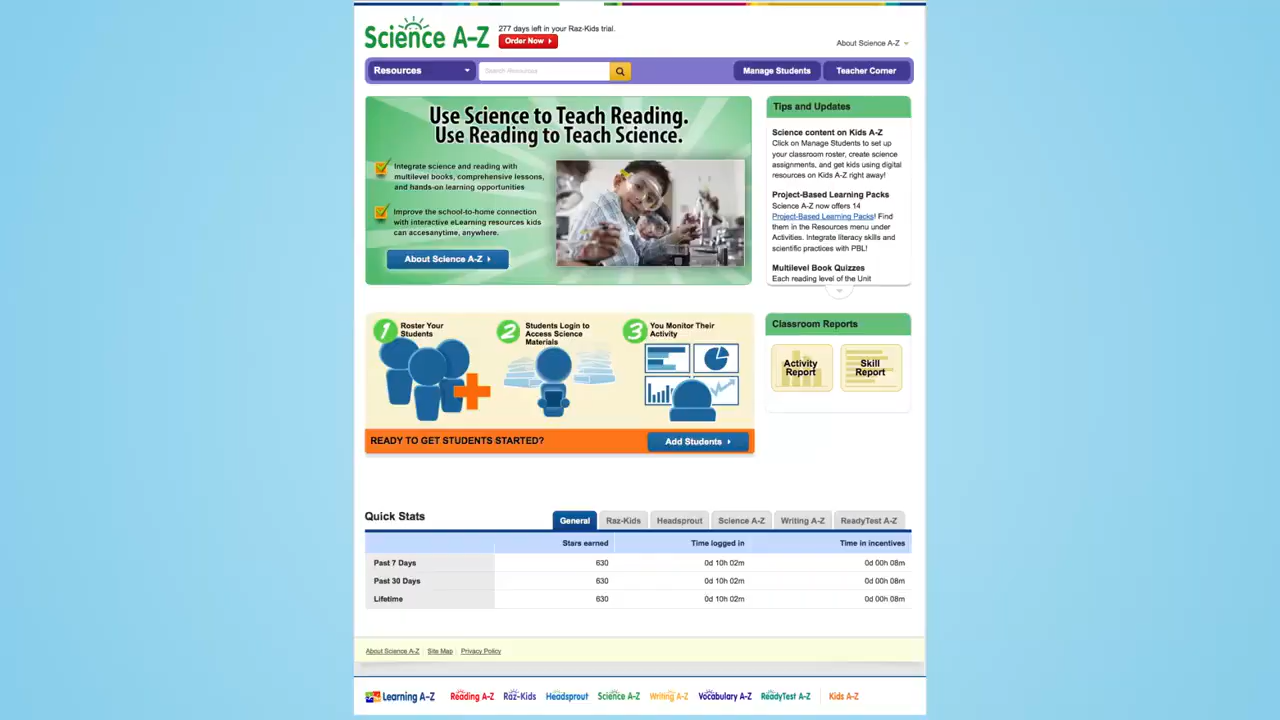 Science A-Z
277 days left in your Raz-Kids trial.
Order Now
About Science A-Z
Resources
Search Resources
Manage Students
Teacher Corner
Use Science to Teach Reading.
Use Reading to Teach Science.
Integrate science and reading with
multilevel books, comprehensive lessons,
and hands-on learning opportunities
Improve the school-to-home connection
with interactive eLearning resources kids
can accesanytime, anywhere.
About Science A-Z
Tips and Updates
Science content on Kids A-Z
Click on Manage Students to set up
your classroom roster, create science
assignments, and get kids using digital
resources on Kids A-Z right away!
Project-Based Learning Packs
Science A-Z now offers 14
Project-Based Learning Packs! Find
them in the Resources menu under
Activities. Integrate literacy skills and
scientific practices with PBL!
Multilevel Book Quizzes
Each reading level of the Unit
1 Roster Your
Students
2 Students Login to
Access Science
Materials
3 You Monitor Their
Activity
READY TO GET STUDENTS STARTED?
Add Students
Classroom Reports
Activity
Report
Skill
Report
Quick Stats
General Raz-Kids Headsprout Science A-Z Writing A-Z ReadyTest A-Z
Stars earned Time logged in Time in incentives
Past 7 Days 630 0d 10h 02m 0d 00h 08m
Past 30 Days 630 0d 10h 02m 0d 00h 08m
Lifetime 630 0d 10h 02m 0d 00h 08m
About Science A-Z Site Map Privacy Policy
Learning A-Z Reading A-Z Raz-Kids Headsprout Science A-Z Writing A-Z Vocabulary A-Z ReadyTest A-Z Kids A-Z